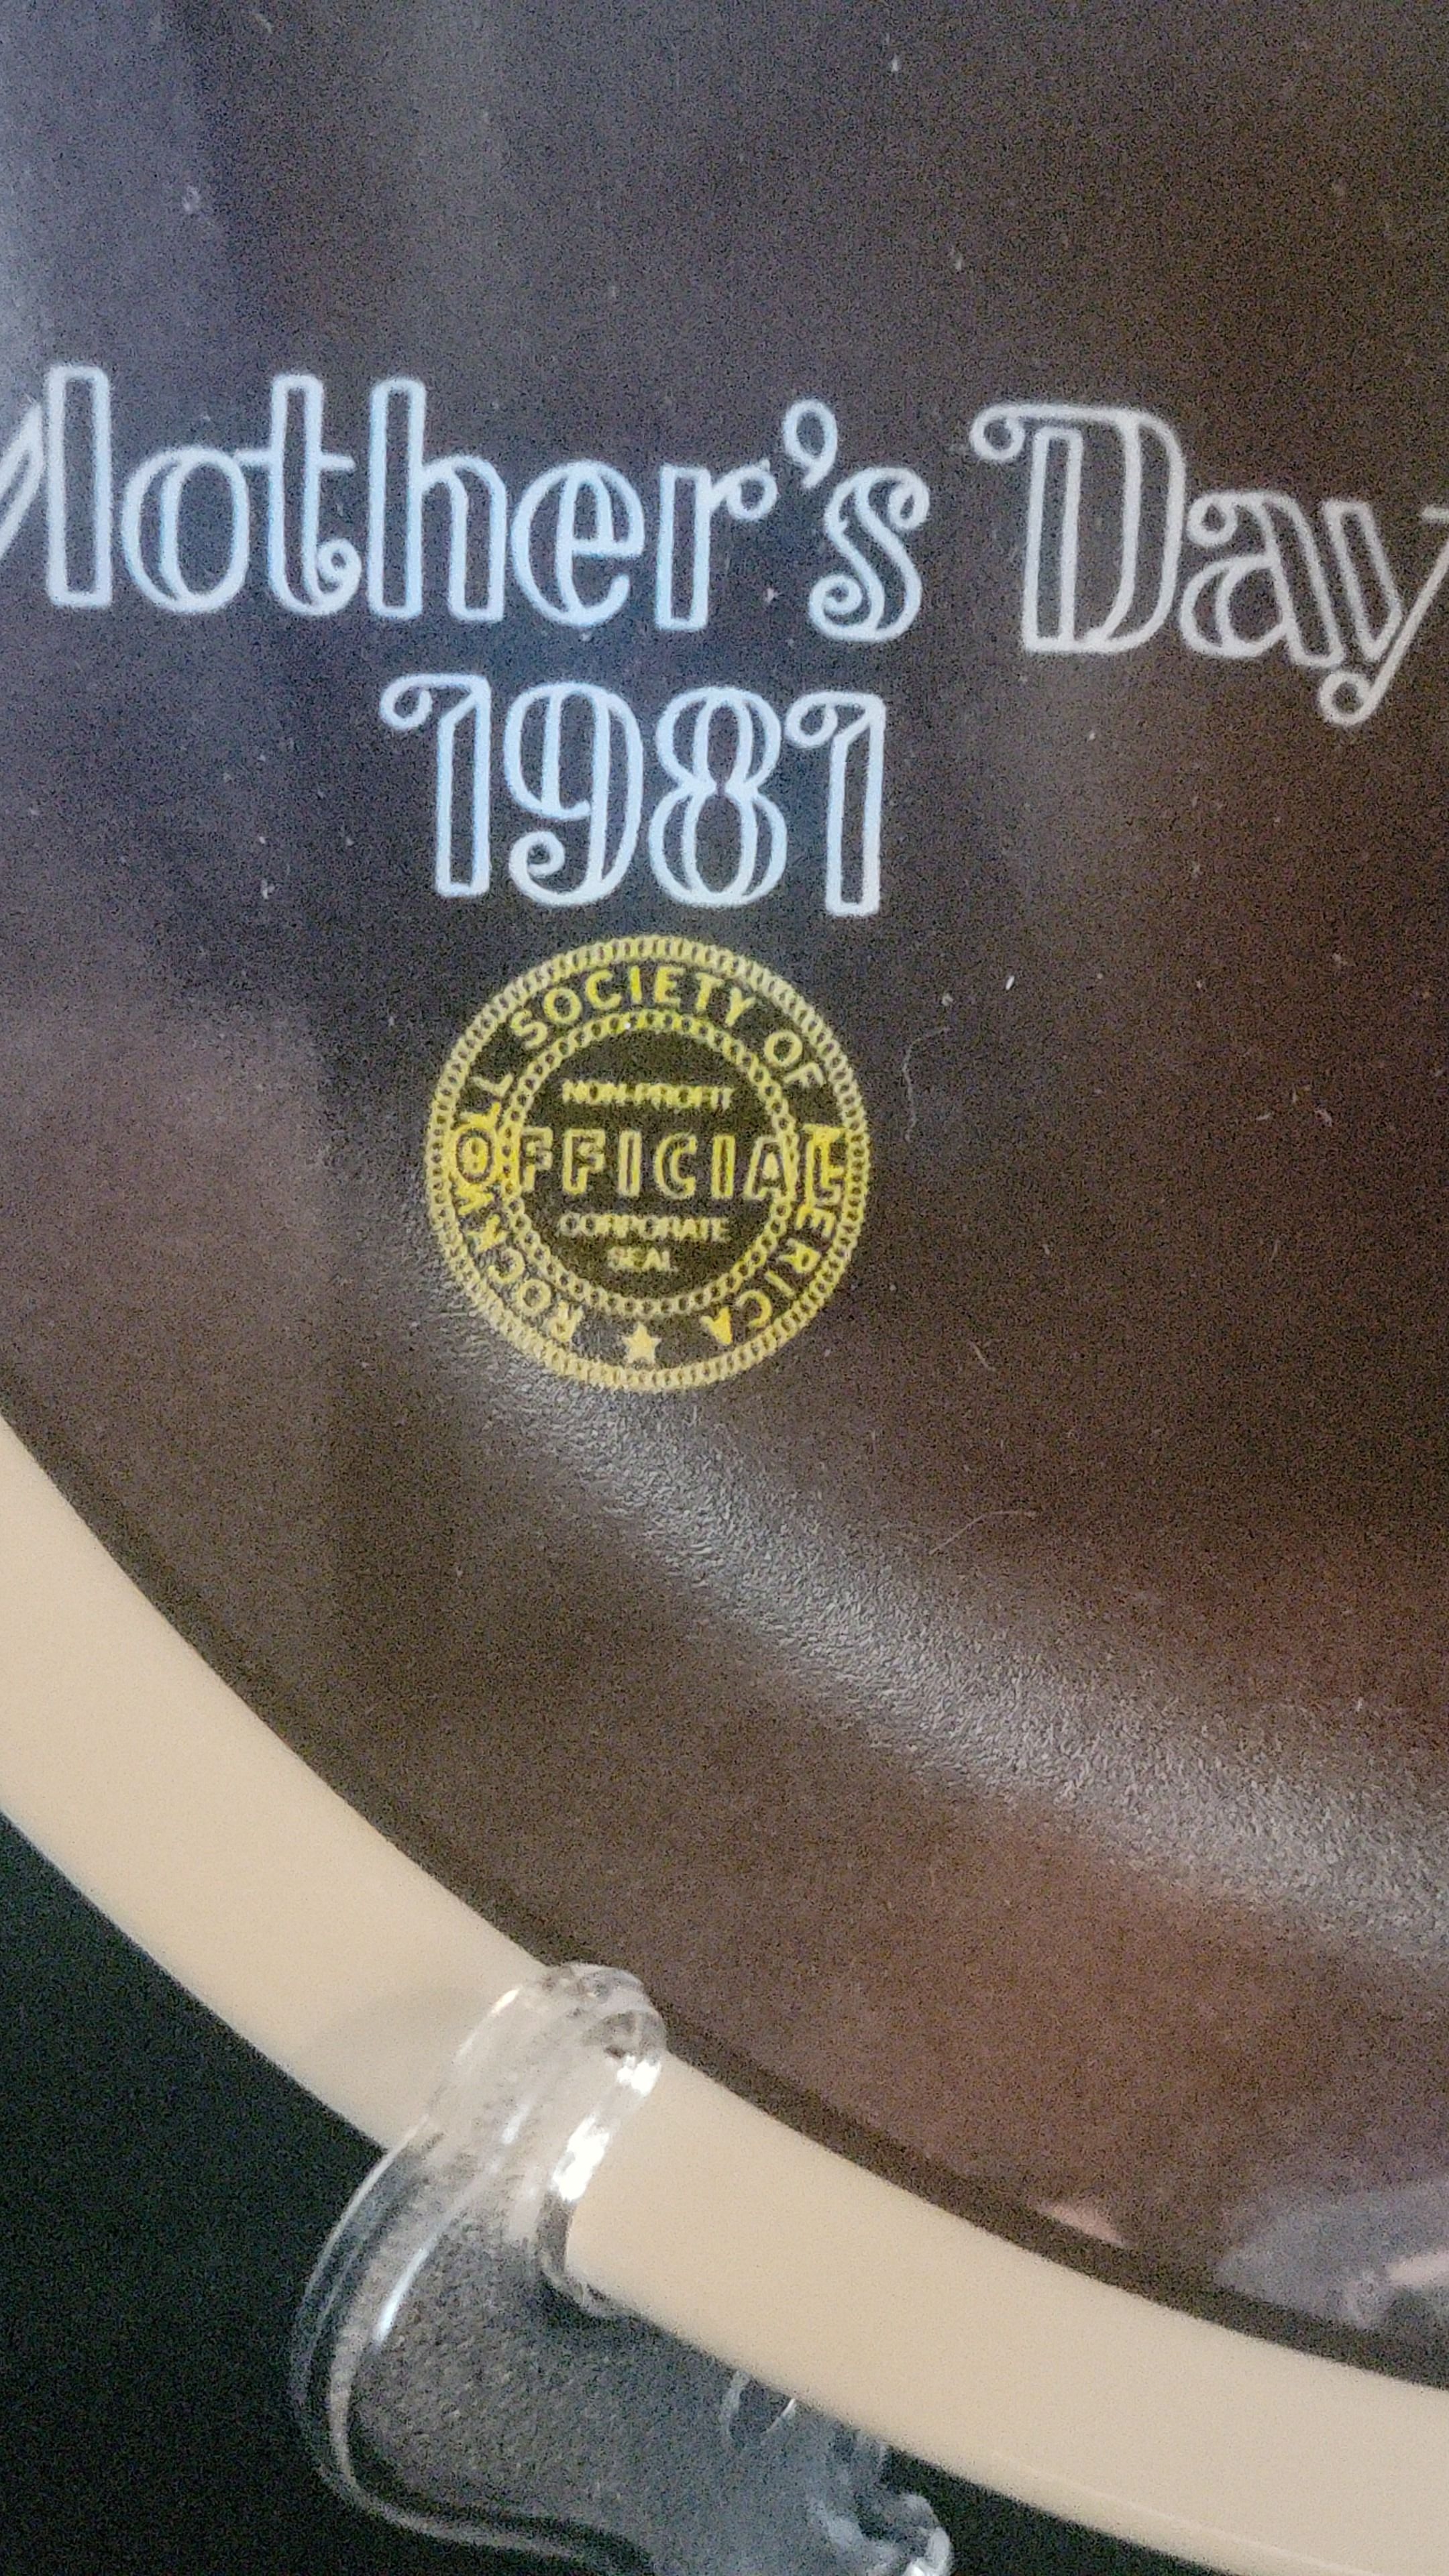 Mother's Day
1981
ROCKWELL SOCIETY OF AMERICA
NON-PROFIT
OFFICIAL
CORPORATE
SEAL